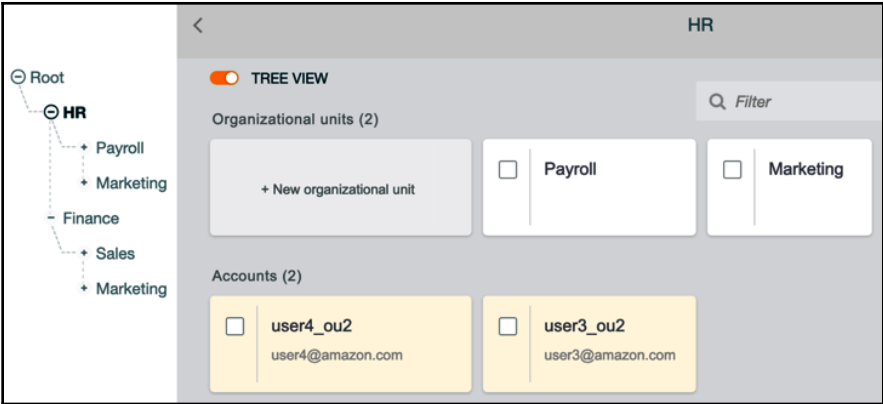 HR
Root
HR
Payroll
Marketing
Finance
Sales
Marketing
TREE VIEW
Filter
Organizational units (2)
+ New organizational unit
Payroll
Marketing
Accounts (2)
user4_ou2
user4@amazon.com
user3_ou2
user3@amazon.com